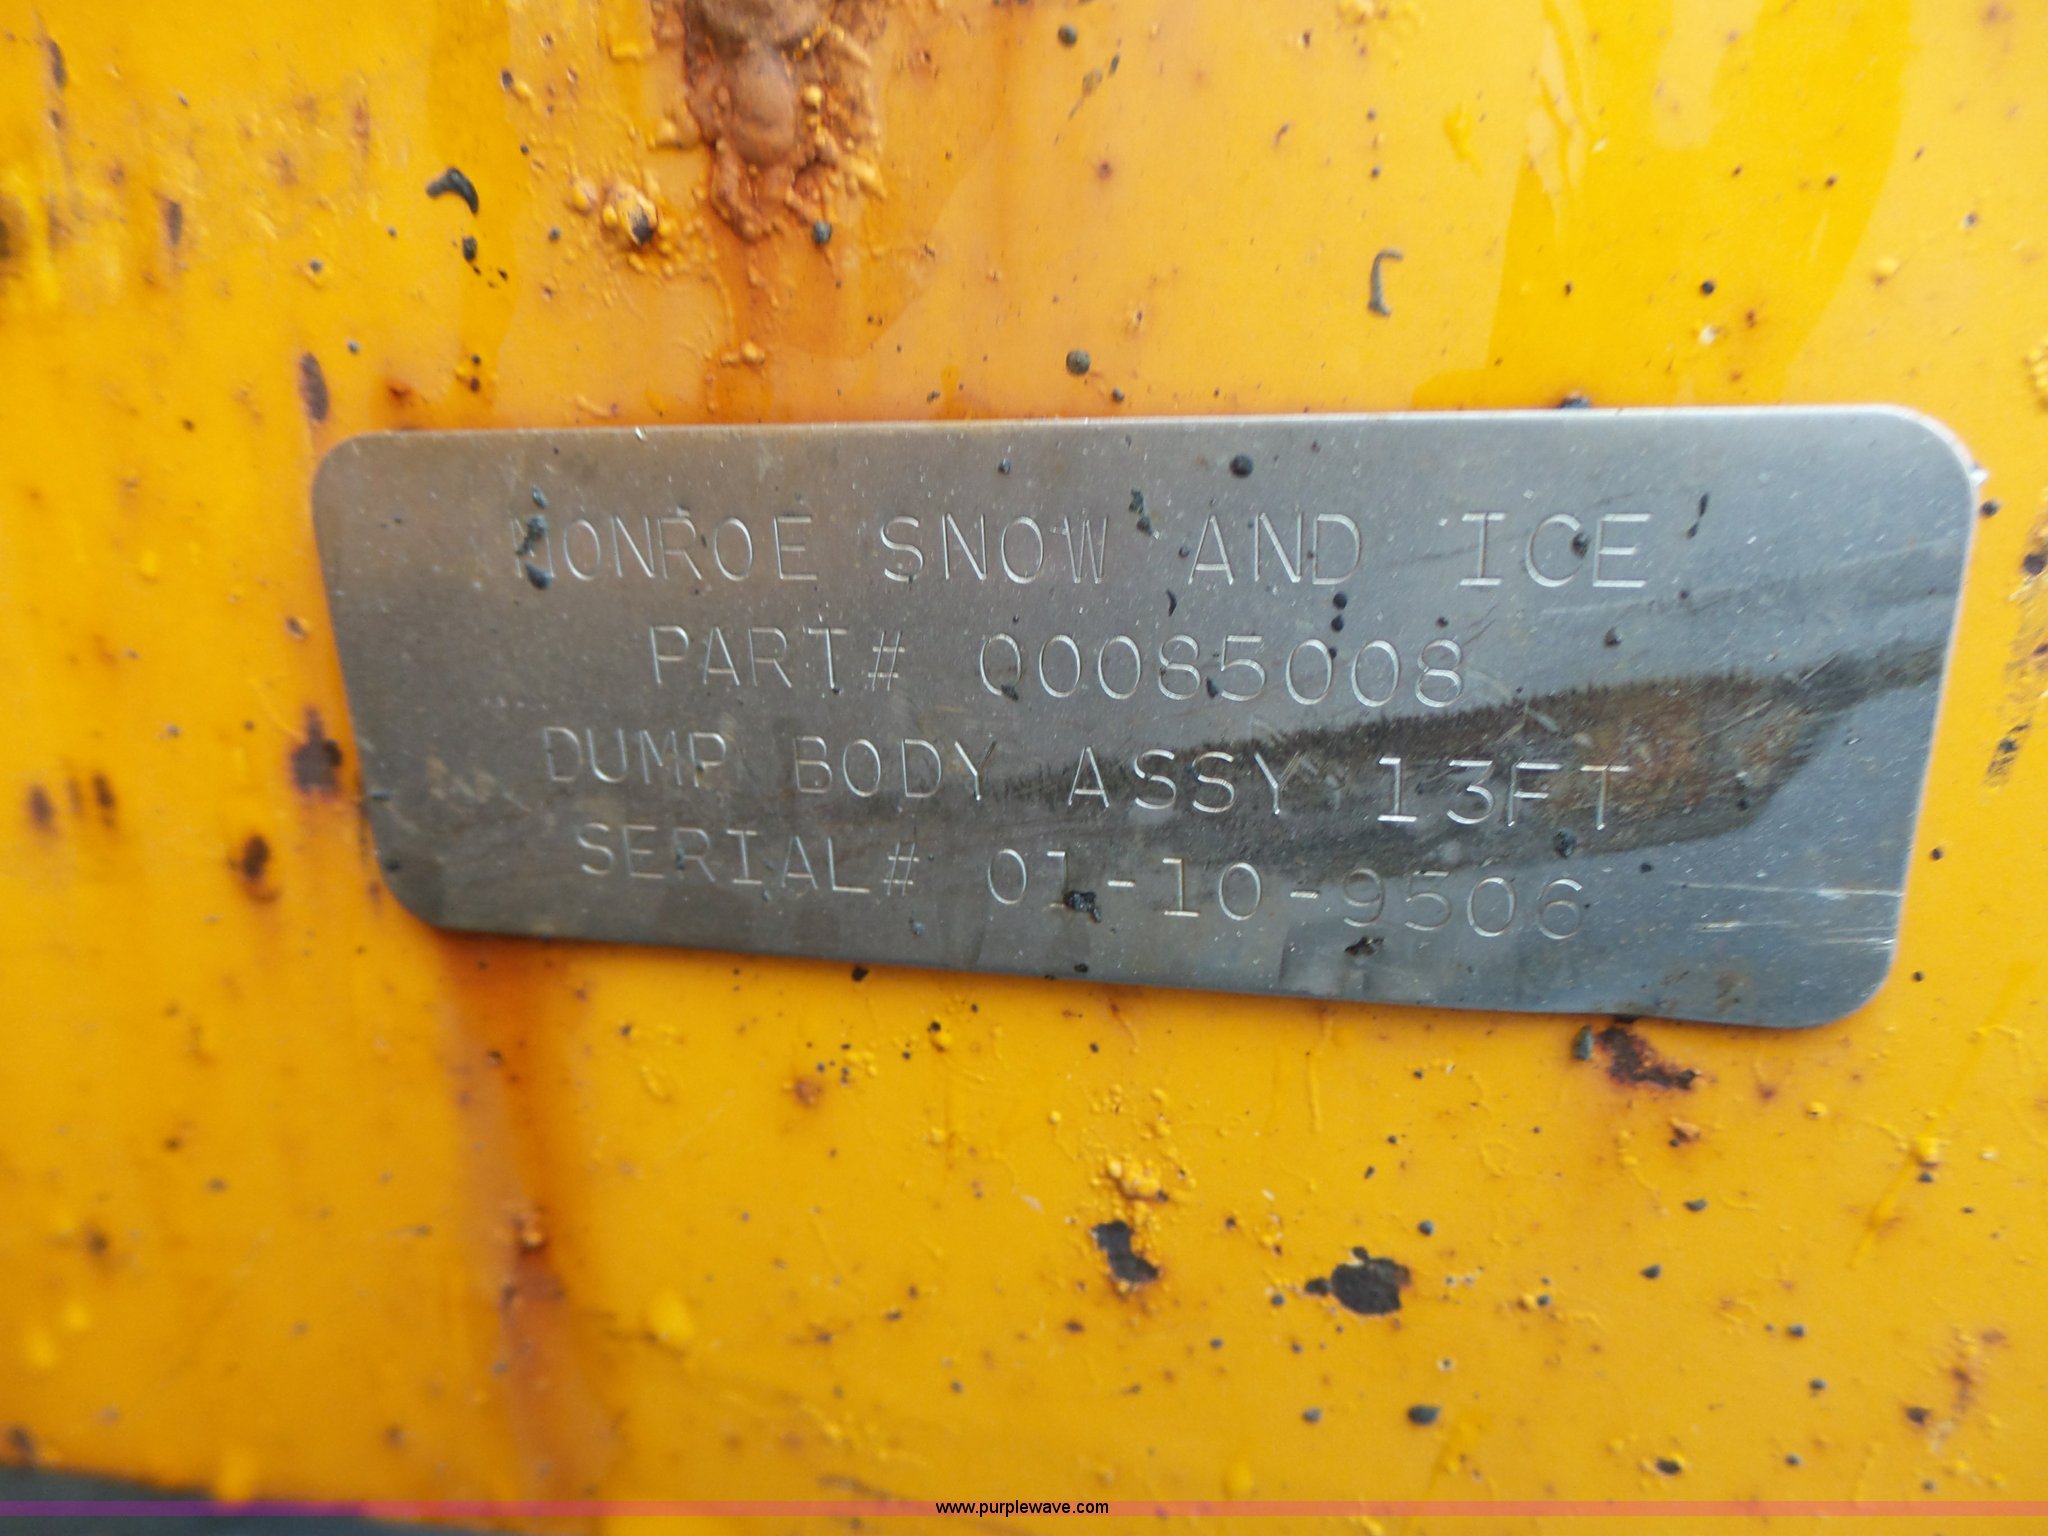 MONROE SNOW AND ICE
PART# Q0085008
DUMP BODY ASSY 13FT
SERIAL# 01-10-9506
www.purplewave.com